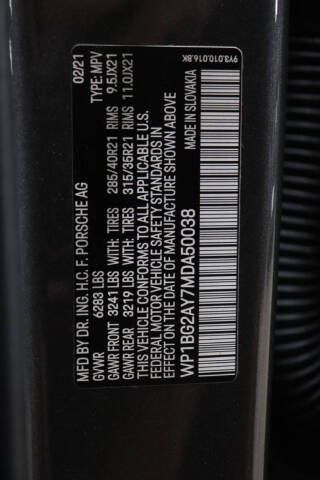 MFD BY DR. ING. H.C. F. PORSCHE AG 02/21
GVWR 6283 LBS TYPE: MPV
GAWR FRONT 3241 LBS WITH: TIRES 285/40R21 RIMS 9.5JX21
GAWR REAR 3219 LBS WITH: TIRES 315/35R21 RIMS 11.0JX21
THIS VEHICLE CONFORMS TO ALL APPLICABLE U.S.
FEDERAL MOTOR VEHICLE SAFETY STANDARDS IN
EFFECT ON THE DATE OF MANUFACTURE SHOWN ABOVE
WP1BG2AY7MDA50038 MADE IN SLOVAKIA
9Y3.010.016.BK